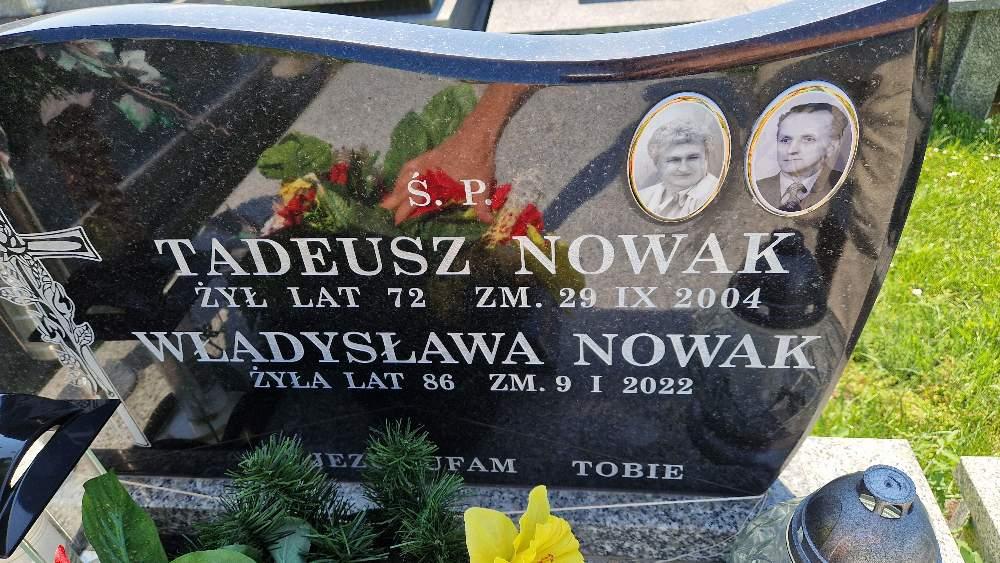 Ś. P.
TADEUSZ NOWAK
ŻYŁ LAT 72 ZM. 29 IX 2004
WŁADYSŁAWA NOWAK
ŻYŁA LAT 86 ZM. 9 I 2022
UFAM TOBIE